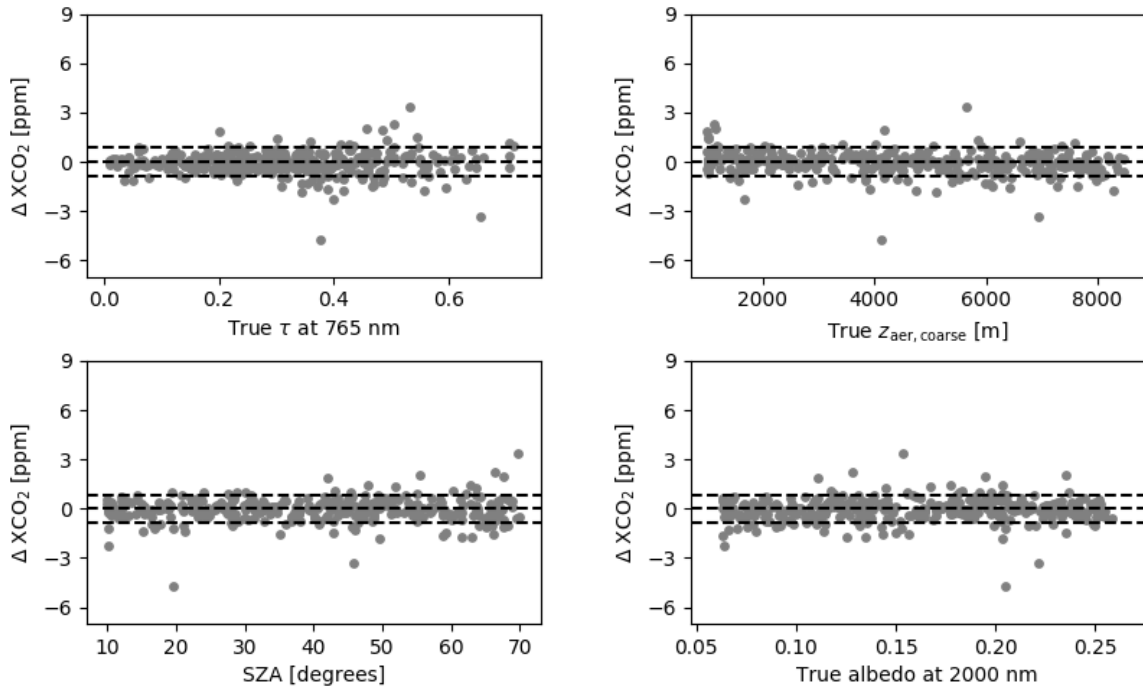 9
6
3
0
−3
−6
Δ XCO₂ [ppm]
0.0 0.2 0.4 0.6
True τ at 765 nm
9
6
3
0
−3
−6
Δ XCO₂ [ppm]
2000 4000 6000 8000
True z_aer, coarse [m]
9
6
3
0
−3
−6
Δ XCO₂ [ppm]
10 20 30 40 50 60 70
SZA [degrees]
9
6
3
0
−3
−6
Δ XCO₂ [ppm]
0.05 0.10 0.15 0.20 0.25
True albedo at 2000 nm